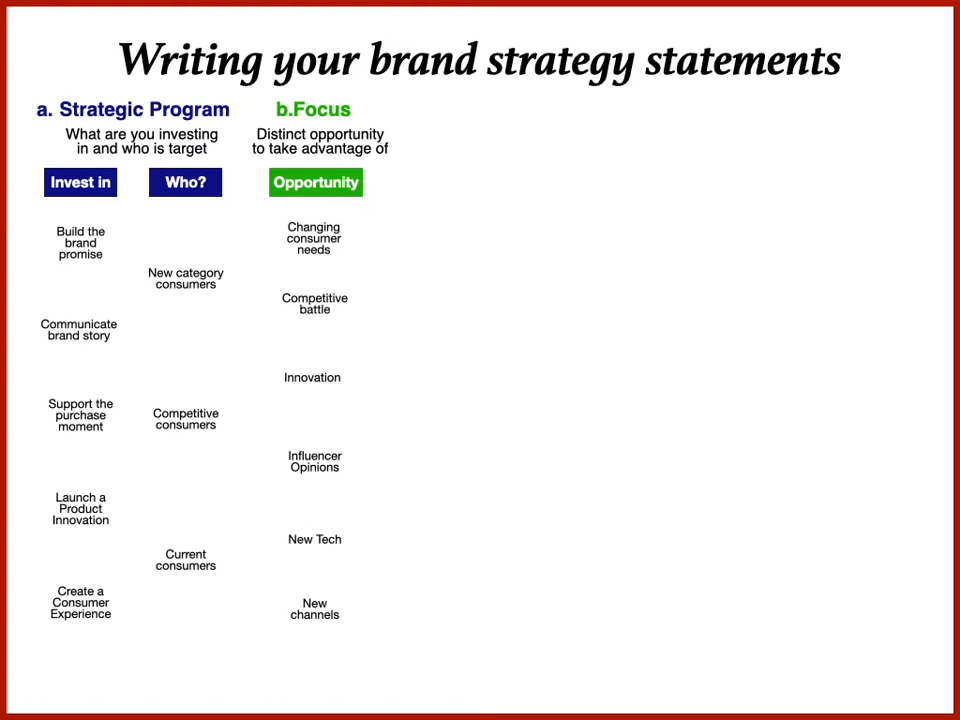 Writing your brand strategy statements
a. Strategic Program
What are you investing
in and who is target
b.Focus
Distinct opportunity
to take advantage of
Invest in
Who?
Opportunity
Build the
brand
promise
Communicate
brand story
Support the
purchase
moment
Launch a
Product
Innovation
Create a
Consumer
Experience
New category
consumers
Competitive
consumers
Current
consumers
Changing
consumer
needs
Competitive
battle
Innovation
Influencer
Opinions
New Tech
New
channels